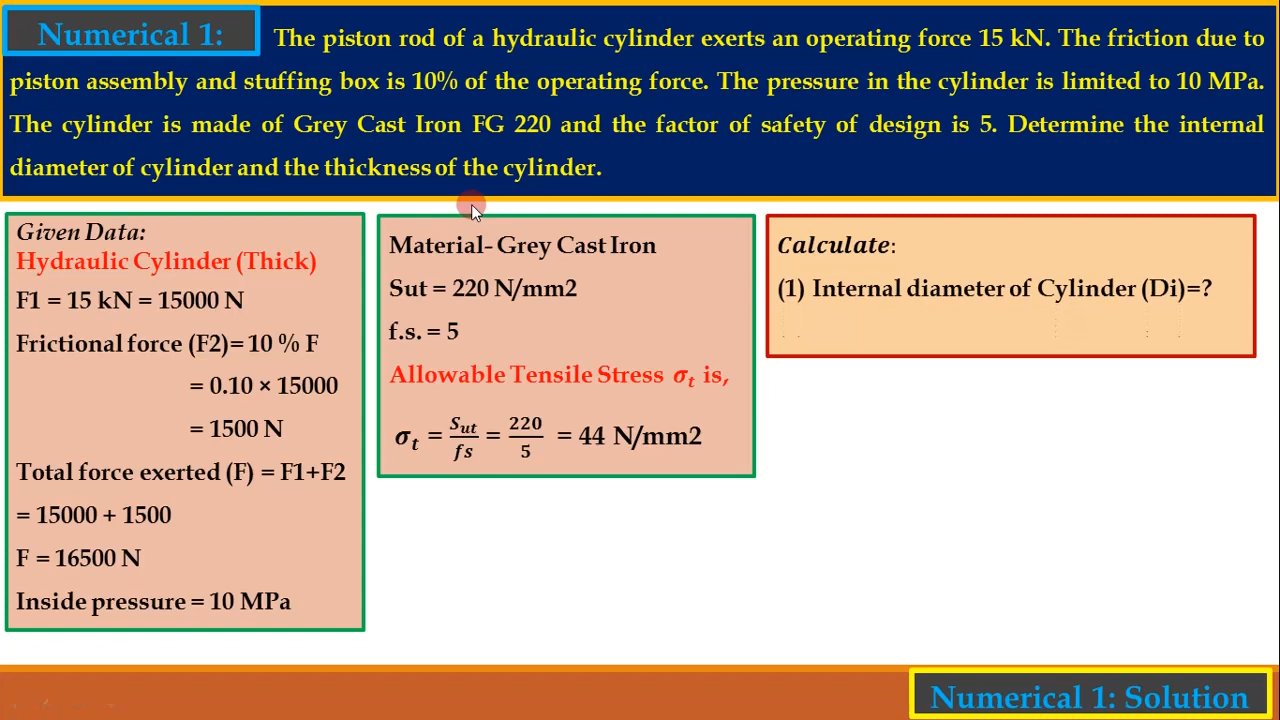 Numerical 1: The piston rod of a hydraulic cylinder exerts an operating force 15 kN. The friction due to
piston assembly and stuffing box is 10% of the operating force. The pressure in the cylinder is limited to 10 MPa.
The cylinder is made of Grey Cast Iron FG 220 and the factor of safety of design is 5. Determine the internal
diameter of cylinder and the thickness of the cylinder.
Given Data:
Hydraulic Cylinder (Thick)
F1 = 15 kN = 15000 N
Frictional force (F2)= 10 % F
= 0.10 × 15000
= 1500 N
Total force exerted (F) = F1+F2
= 15000 + 1500
F = 16500 N
Inside pressure = 10 MPa
Material- Grey Cast Iron
Sut = 220 N/mm2
f.s. = 5
Allowable Tensile Stress σt is,
σt = Sut/fs = 220/5 = 44 N/mm2
Calculate:
(1) Internal diameter of Cylinder (Di)=?
Numerical 1: Solution